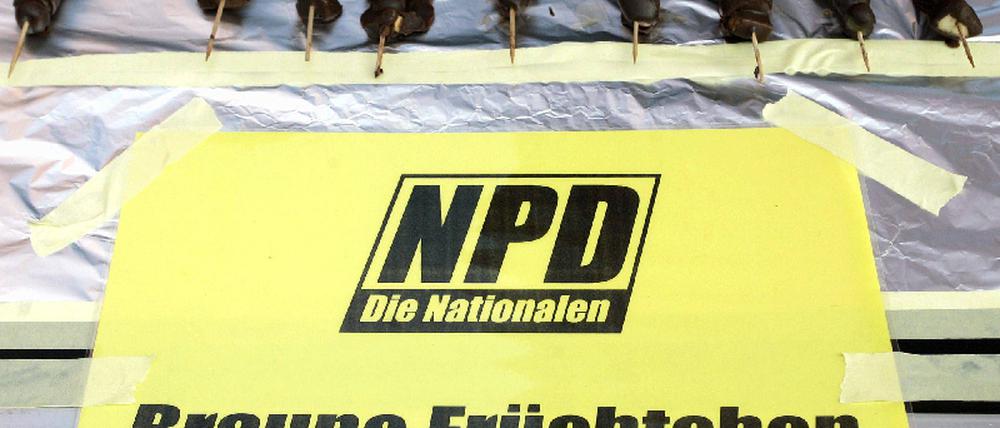 NPD
Die Nationalen
Braune Früchtchen